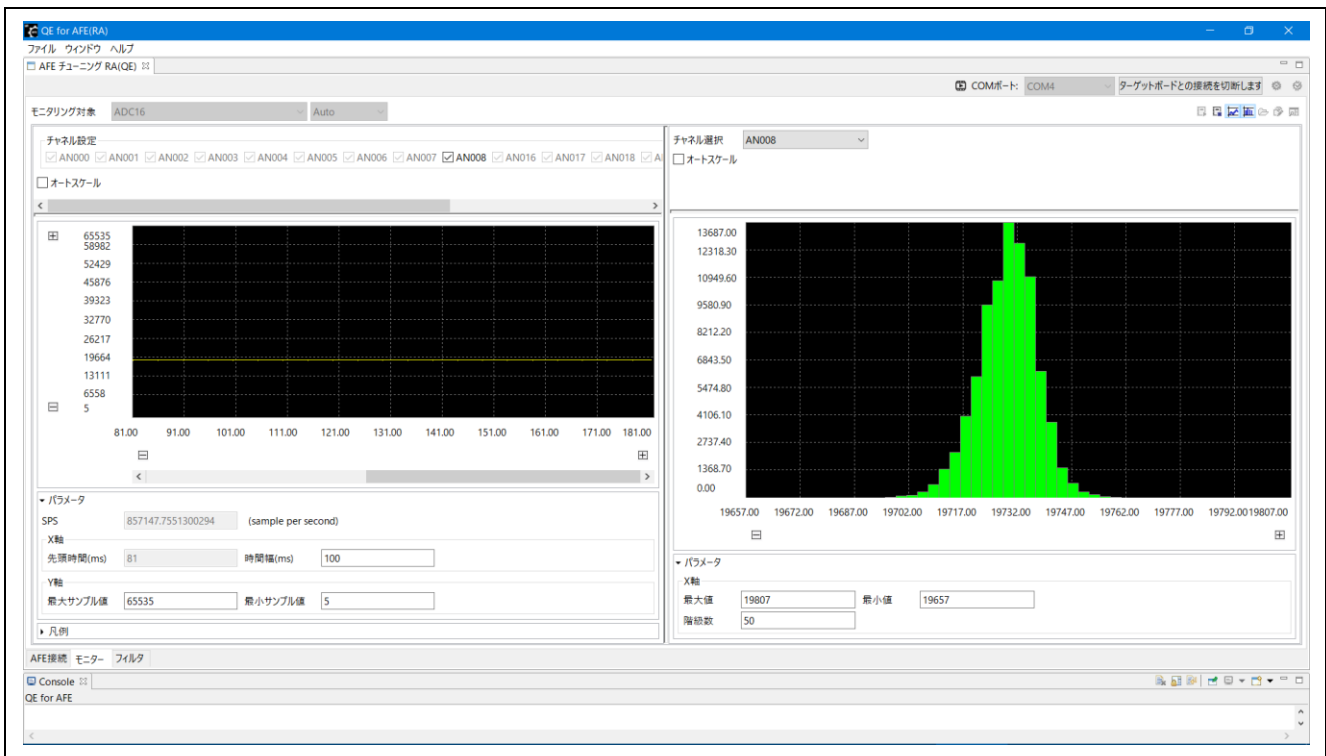 QE for AFE(RA)
ファイル ウィンドウ ヘルプ
AFE チューニング RA(QE)
COMポート: COM4 ターゲットボードとの接続を切断します
モニタリング対象 ADC16 Auto
チャネル設定
AN000 AN001 AN002 AN003 AN004 AN005 AN006 AN007 AN008 AN016 AN017 AN018 A
オートスケール
65535
58982
52429
45876
39323
32770
26217
19664
13111
6558
5
81.00 91.00 101.00 111.00 121.00 131.00 141.00 151.00 161.00 171.00 181.00
パラメータ
SPS 857147.7551300294 (sample per second)
X軸
先頭時間(ms) 81 時間幅(ms) 100
Y軸
最大サンプル値 65535 最小サンプル値 5
凡例
チャネル選択 AN008
オートスケール
13687.00
12318.30
10949.60
9580.90
8212.20
6843.50
5474.80
4106.10
2737.40
1368.70
0.00
19657.00 19672.00 19687.00 19702.00 19717.00 19732.00 19747.00 19762.00 19777.00 19792.00 19807.00
パラメータ
X軸
最大値 19807 最小値 19657
階級数 50
AFE接続 モニター フィルタ
Console
QE for AFE